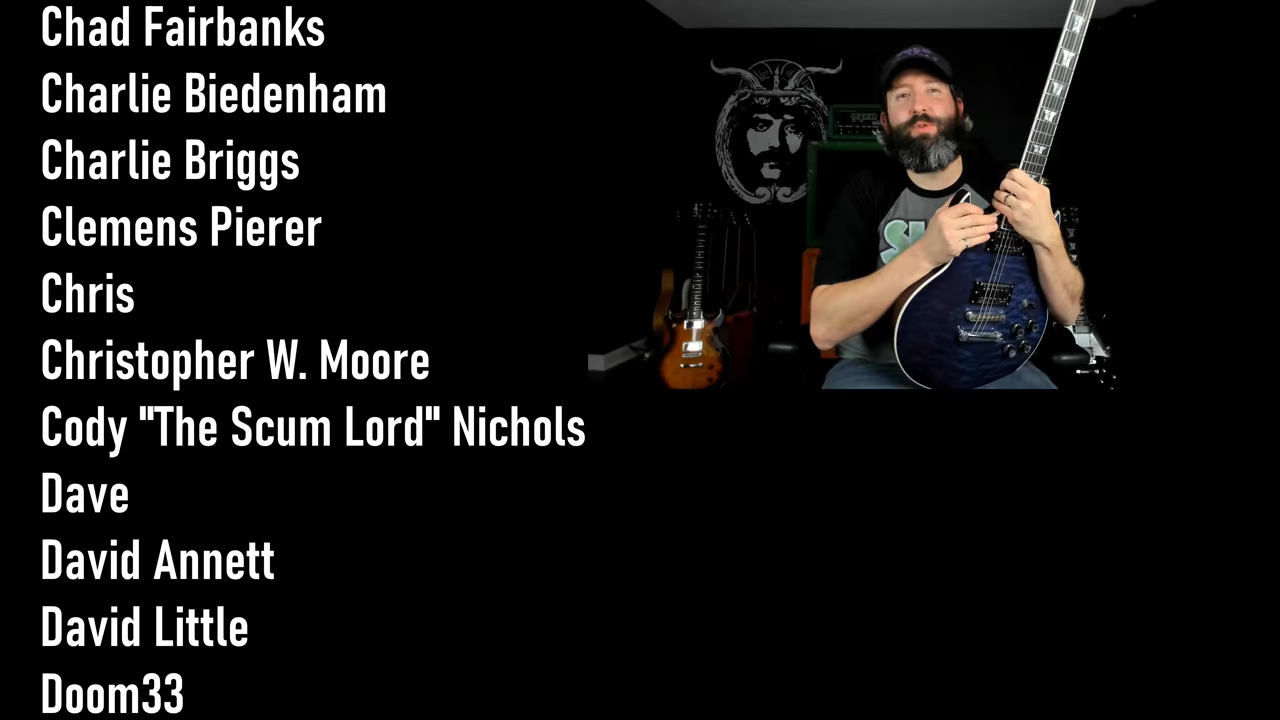 Chad Fairbanks
Charlie Biedenham
Charlie Briggs
Clemens Pierer
Chris
Christopher W. Moore
Cody "The Scum Lord" Nichols
Dave
David Annett
David Little
Doom33